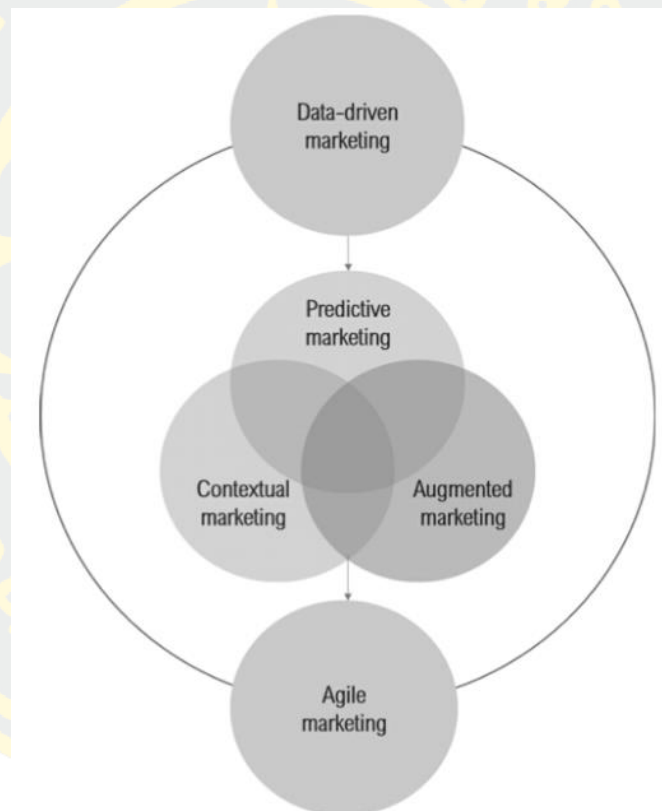 Data-driven
marketing
Predictive
marketing
Contextual
marketing
Augmented
marketing
Agile
marketing